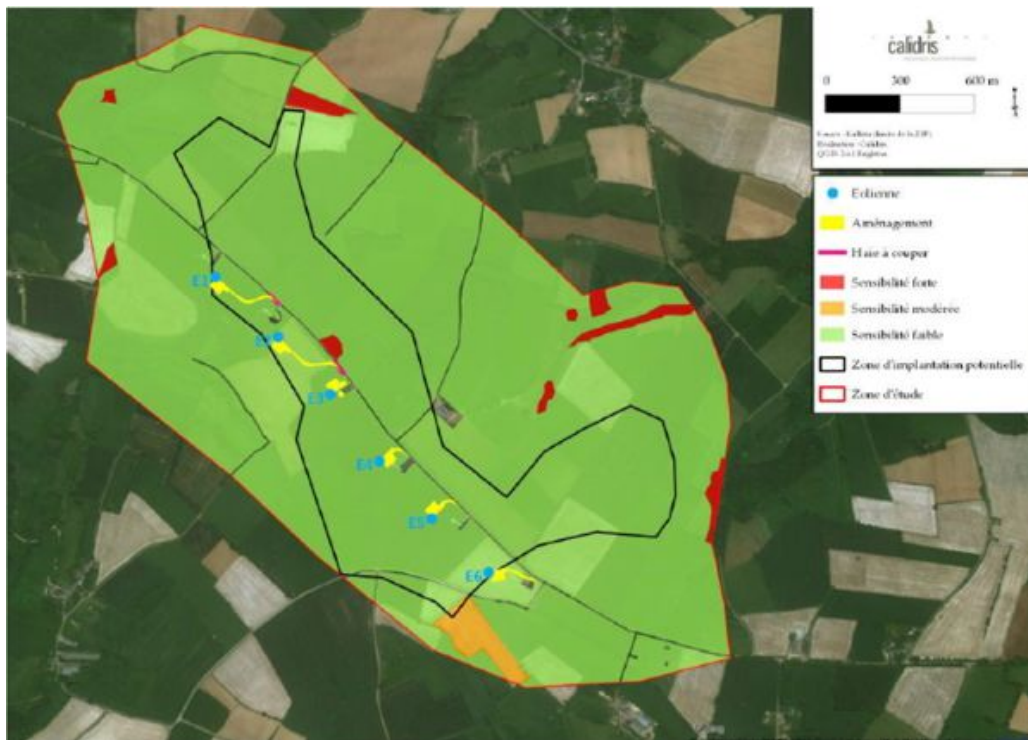 calidris
0 300 600 m
Eolienne
Aménagement
Haie à couper
Sensibilité forte
Sensibilité modérée
Sensibilité faible
Zone d'implantation potentielle
Zone d'étude
E1
E2
E3
E4
E5
E6